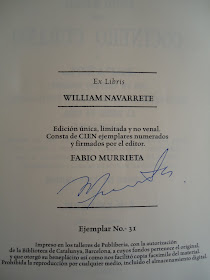 Ex Libris
WILLIAM NAVARRETE
Edición única, limitada y no venal.
Consta de CIEN ejemplares numerados
y firmados por el editor.
FABIO MURRIETA
Ejemplar No.- 31
Impreso en los talleres de Publiberia, con la autorización
de la Biblioteca de Catalunya, Barcelona, a cuyos fondos pertenece el original
y que otorgó su beneplácito así como nos facilitó copia facsímile del material.
Prohibida la reproducción por cualquier medio, incluido el almacenamiento digital.